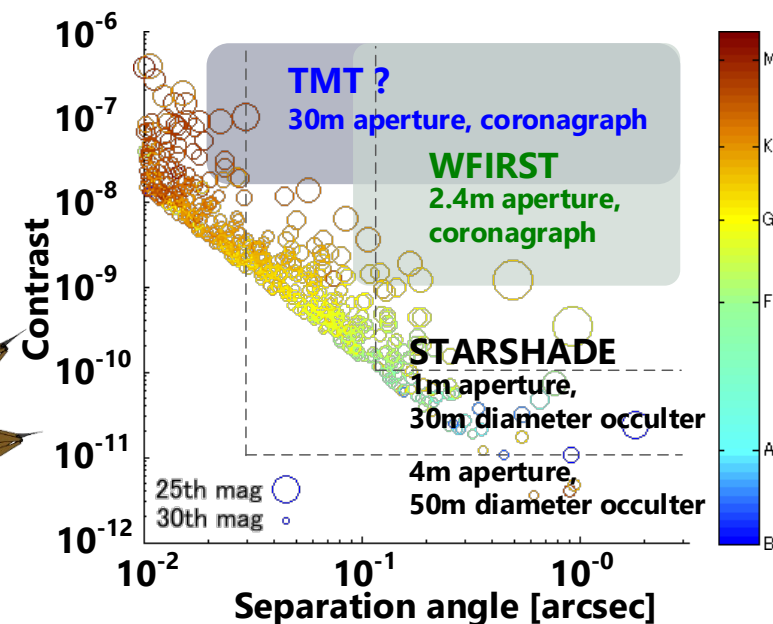 10-6
10-7
10-8
10-9
10-10
10-11
10-12
Contrast
TMT ?
30m aperture, coronagraph
WFIRST
2.4m aperture,
coronagraph
STARSHADE
1m aperture,
30m diameter occulter
4m aperture,
50m diameter occulter
25th mag
30th mag
10-2
10-1
10-0
Separation angle [arcsec]
M
K
G
F
A
B